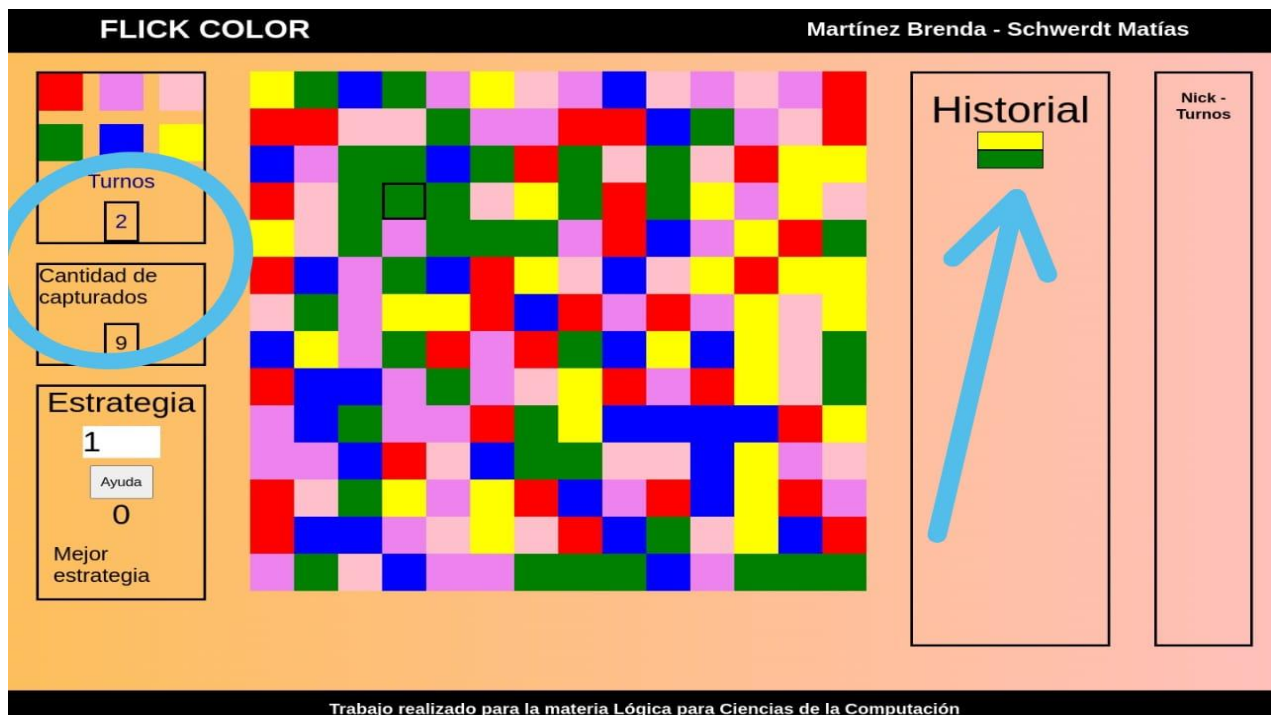 FLICK COLOR
Martínez Brenda - Schwerdt Matías
Turnos
2
Cantidad de
capturados
9
Estrategia
1
Ayuda
0
Mejor
estrategia
Historial
Nick -
Turnos
Trabajo realizado para la materia Lógica para Ciencias de la Computación